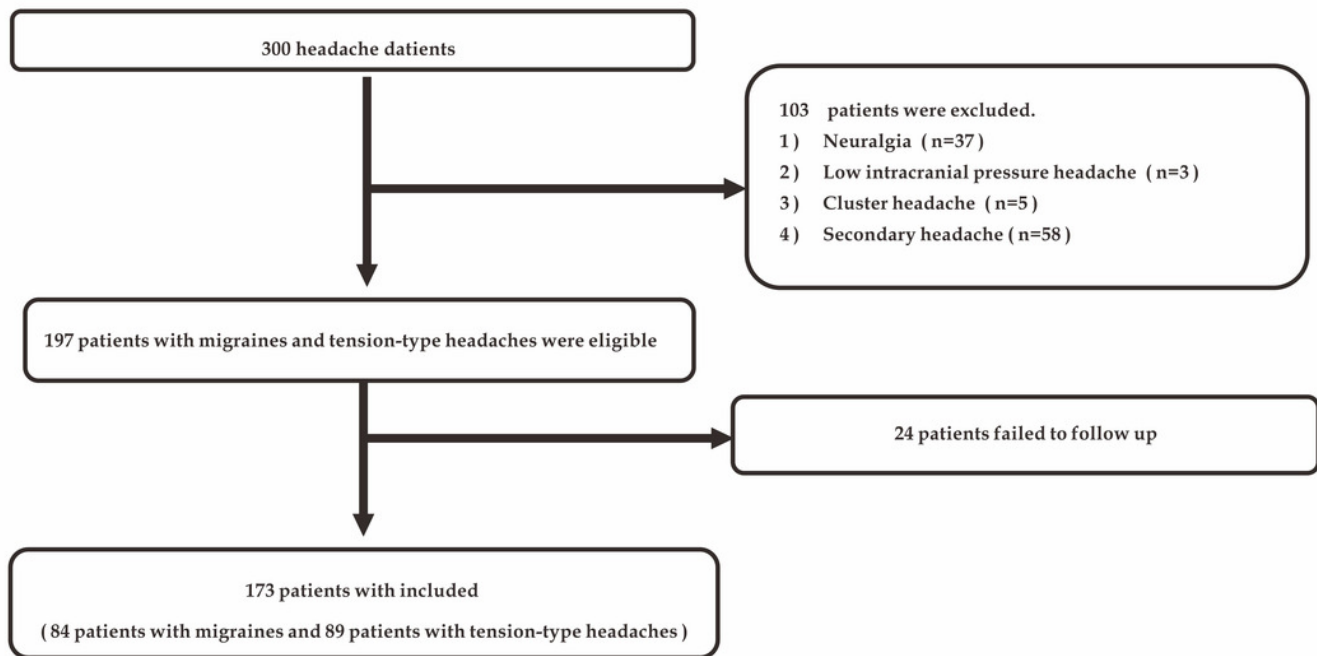 300 headache datients
103 patients were excluded.
1) Neuralgia (n=37)
2) Low intracranial pressure headache (n=3)
3) Cluster headache (n=5)
4) Secondary headache (n=58)
197 patients with migraines and tension-type headaches were eligible
24 patients failed to follow up
173 patients with included
(84 patients with migraines and 89 patients with tension-type headaches)